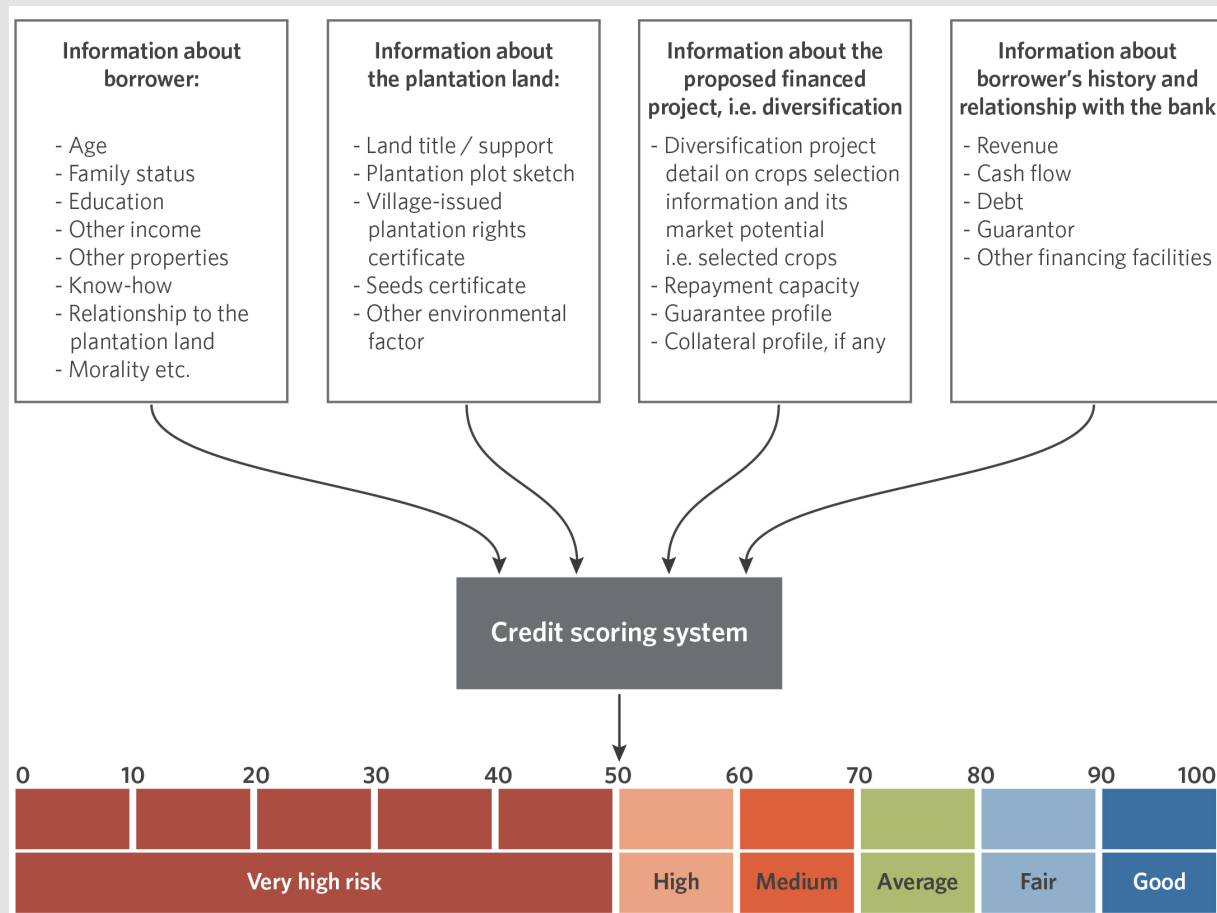 Information about
borrower:
- Age
- Family status
- Education
- Other income
- Other properties
- Know-how
- Relationship to the
plantation land
- Morality etc.
Information about
the plantation land:
- Land title / support
- Plantation plot sketch
- Village-issued
plantation rights
certificate
- Seeds certificate
- Other environmental
factor
Information about the
proposed financed
project, i.e. diversification
- Diversification project
detail on crops selection
information and its
market potential
i.e. selected crops
- Repayment capacity
- Guarantee profile
- Collateral profile, if any
Information about
borrower’s history and
relationship with the bank
- Revenue
- Cash flow
- Debt
- Guarantor
- Other financing facilities
Credit scoring system
0 10 20 30 40 50 60 70 80 90 100
Very high risk High Medium Average Fair Good